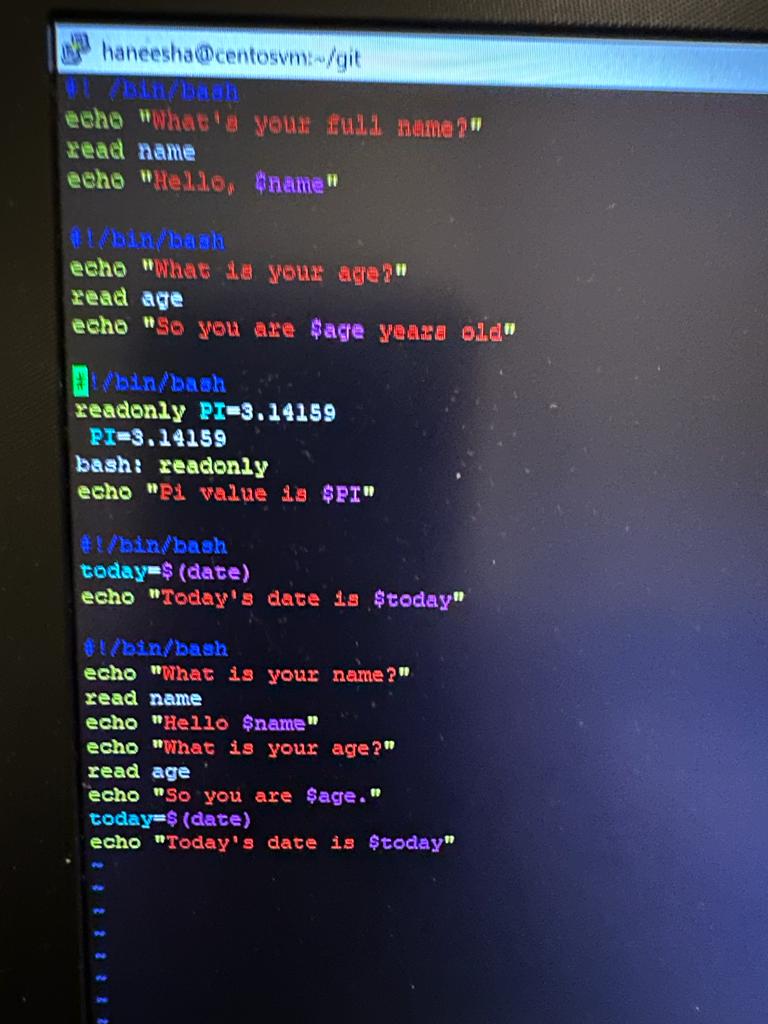 haneesha@centosvm:~/git
#! /bin/bash
echo "What's your full name?"
read name
echo "Hello, $name"

#!/bin/bash
echo "What is your age?"
read age
echo "So you are $age years old"

#!/bin/bash
readonly PI=3.14159
 PI=3.14159
bash: readonly
echo "Pi value is $PI"

#!/bin/bash
today=$(date)
echo "Today's date is $today"

#!/bin/bash
echo "What is your name?"
read name
echo "Hello $name"
echo "What is your age?"
read age
echo "So you are $age."
today=$(date)
echo "Today's date is $today"
~
~
~
~
~
~
~
~